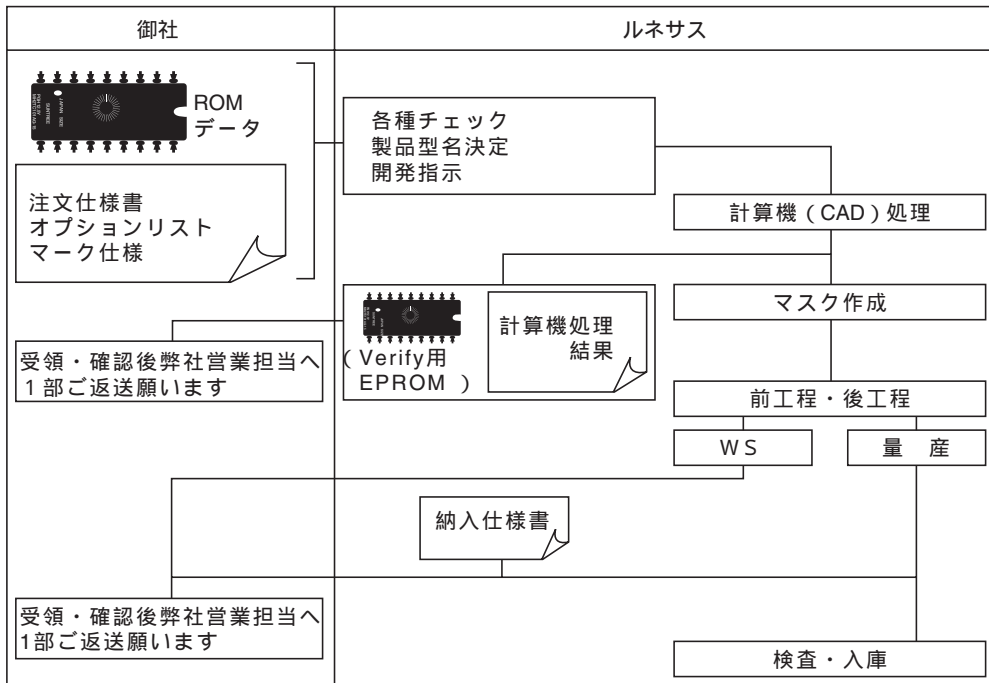 御社
ルネサス
ROM
データ
各種チェック
製品型名決定
開発指示
注文仕様書
オプションリスト
マーク仕様
計算機（CAD）処理
マスク作成
計算機処理
結果
（Verify用
EPROM）
受領・確認後弊社営業担当へ
１部ご返送願います
前工程・後工程
ＷＳ
量　産
納入仕様書
受領・確認後弊社営業担当へ
1部ご返送願います
検査・入庫